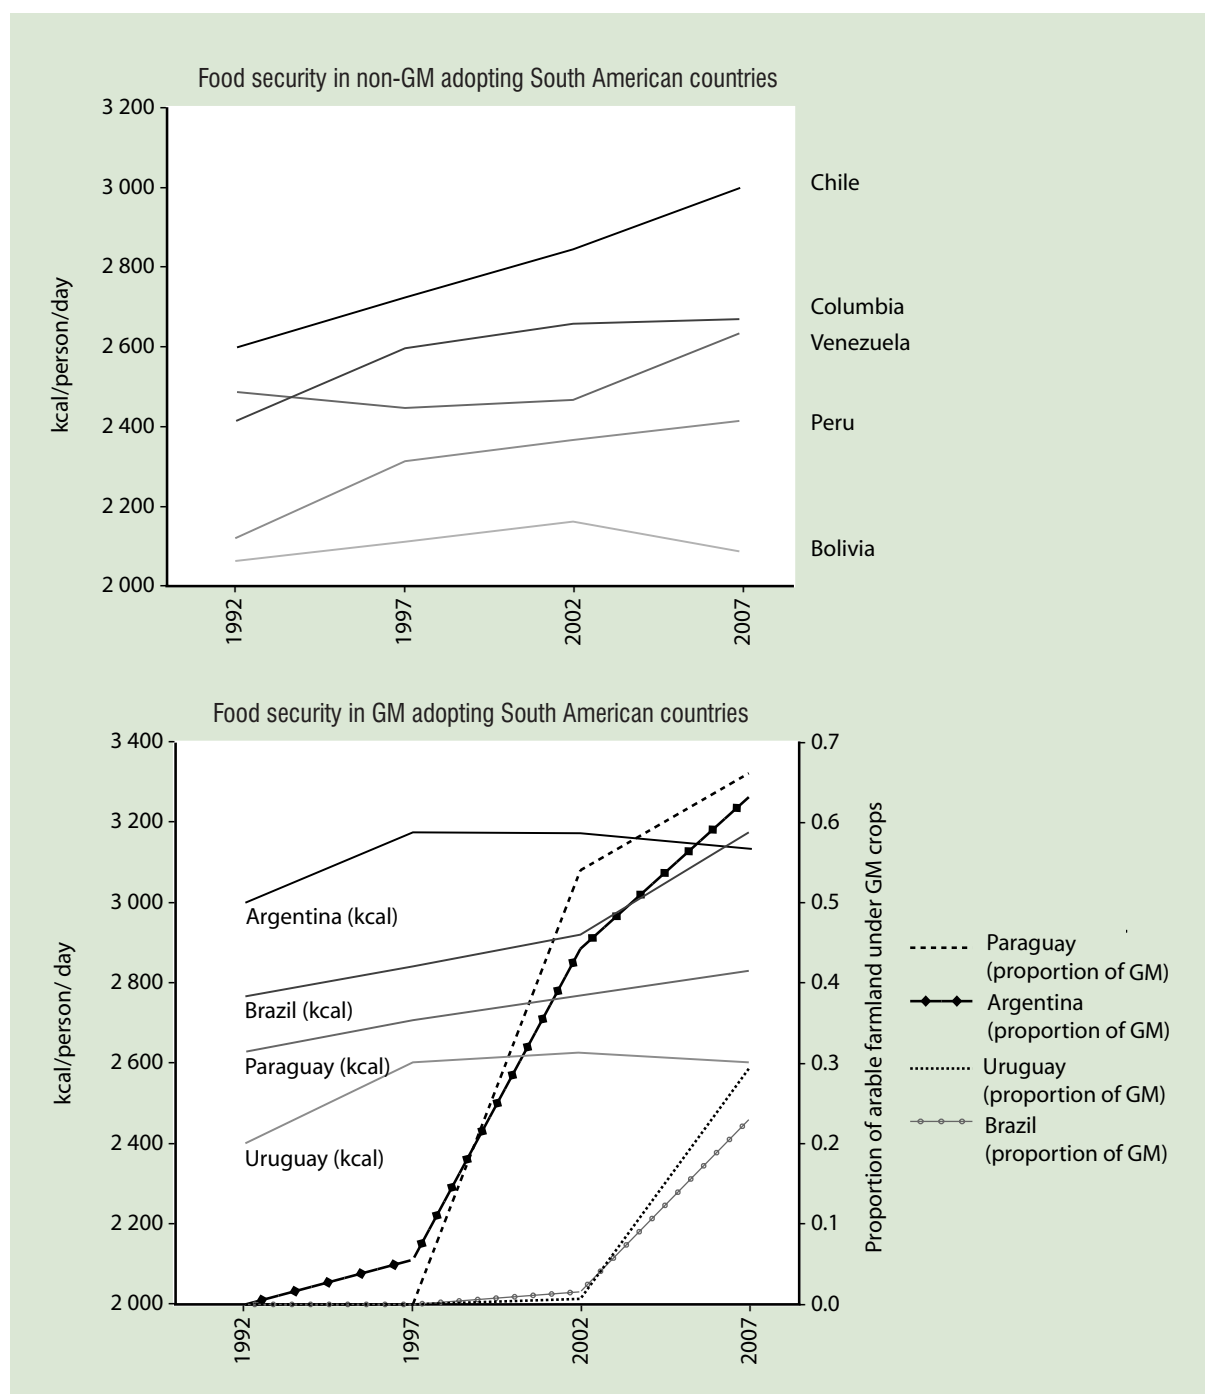 Food security in non-GM adopting South American countries
3 200
3 000
2 800
2 600
2 400
2 200
2 000
kcal/person/day
Chile
Columbia
Venezuela
Peru
Bolivia
1992
1997
2002
2007
Food security in GM adopting South American countries
3 400
3 200
3 000
2 800
2 600
2 400
2 200
2 000
kcal/person/ day
Argentina (kcal)
Brazil (kcal)
Paraguay (kcal)
Uruguay (kcal)
0.7
0.6
0.5
0.4
0.3
0.2
0.1
0.0
Proportion of arable farmland under GM crops
1992
1997
2002
2007
Paraguay
(proportion of GM)
Argentina
(proportion of GM)
Uruguay
(proportion of GM)
Brazil
(proportion of GM)